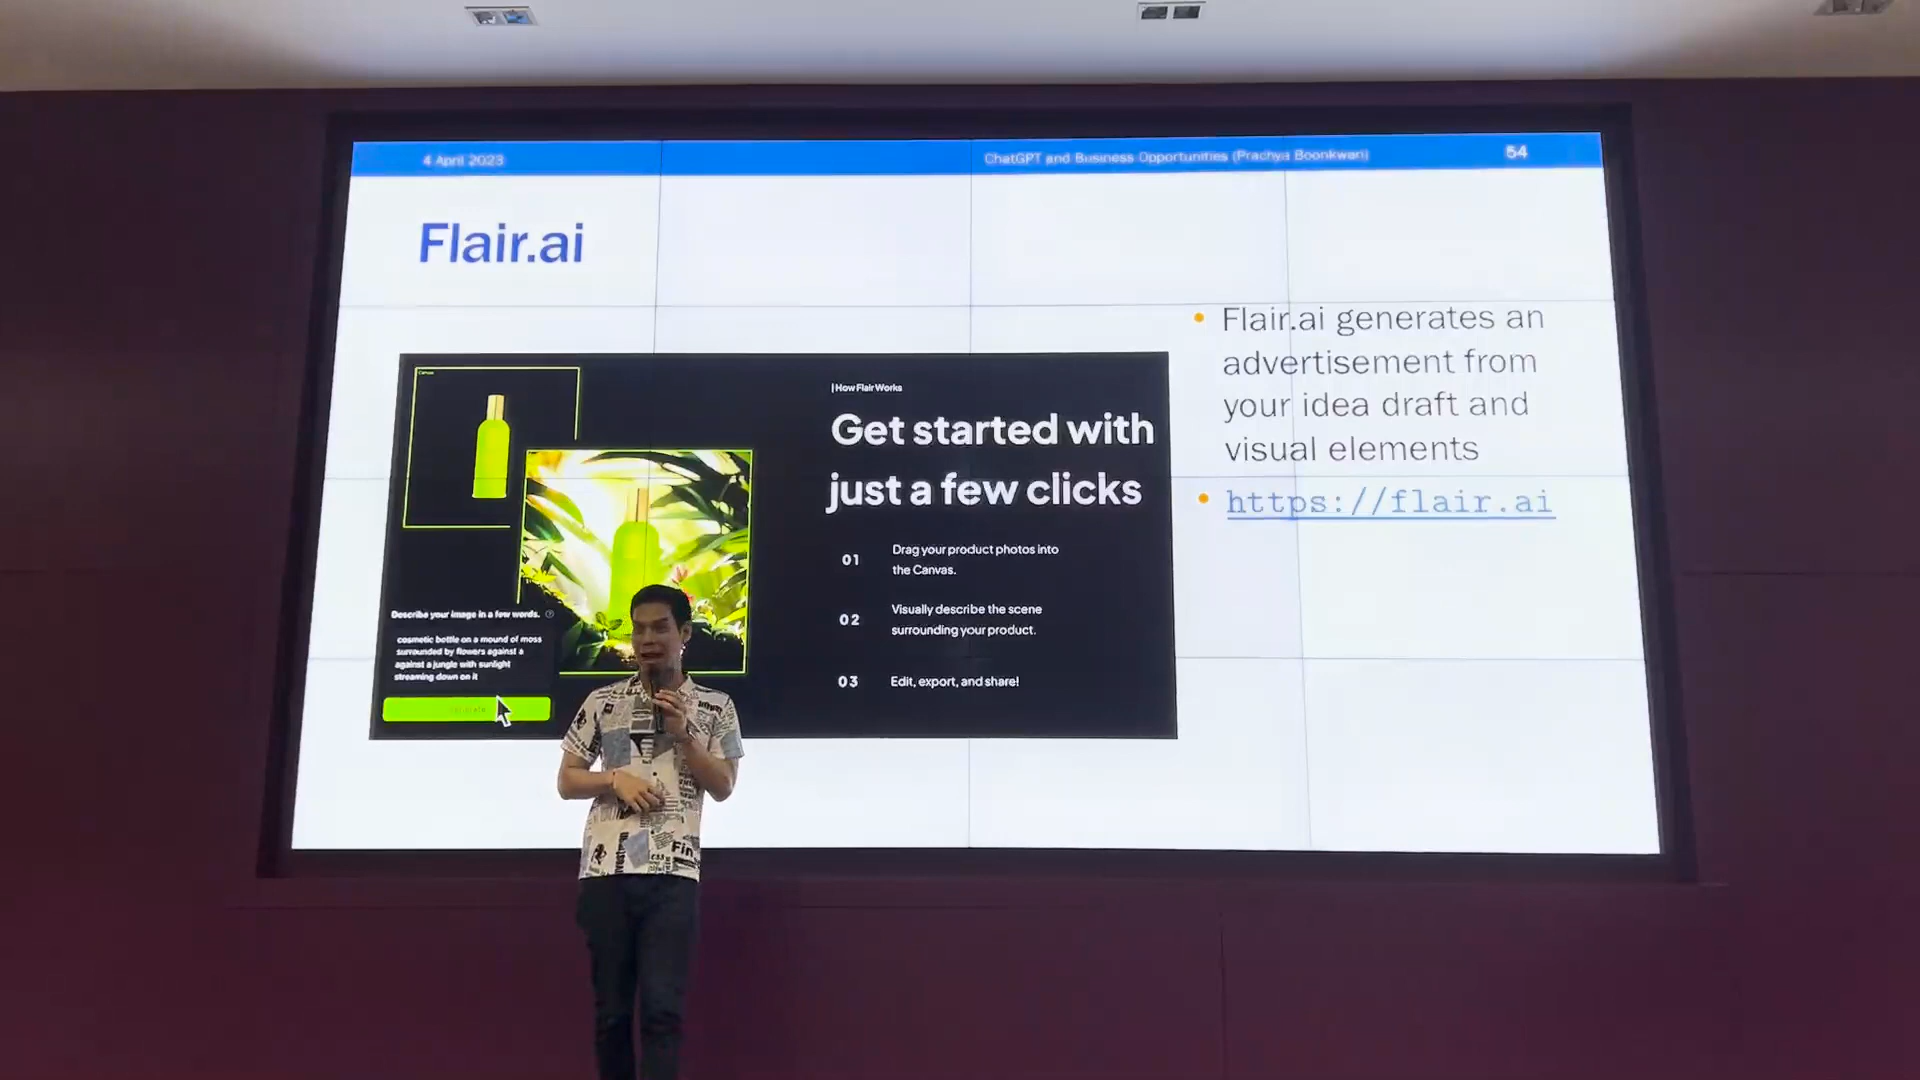 4 April 2023
ChatGPT and Business Opportunities (Prachya Boonkwan)
54
Flair.ai
Canvas
Describe your image in a few words.
cosmetic bottle on a mound of moss
surrounded by flowers against a
against a jungle with sunlight
streaming down on it
| How Flair Works
Get started with
just a few clicks
01
Drag your product photos into
the Canvas.
02
Visually describe the scene
surrounding your product.
03
Edit, export, and share!
• Flair.ai generates an
advertisement from
your idea draft and
visual elements
• https://flair.ai
Fin